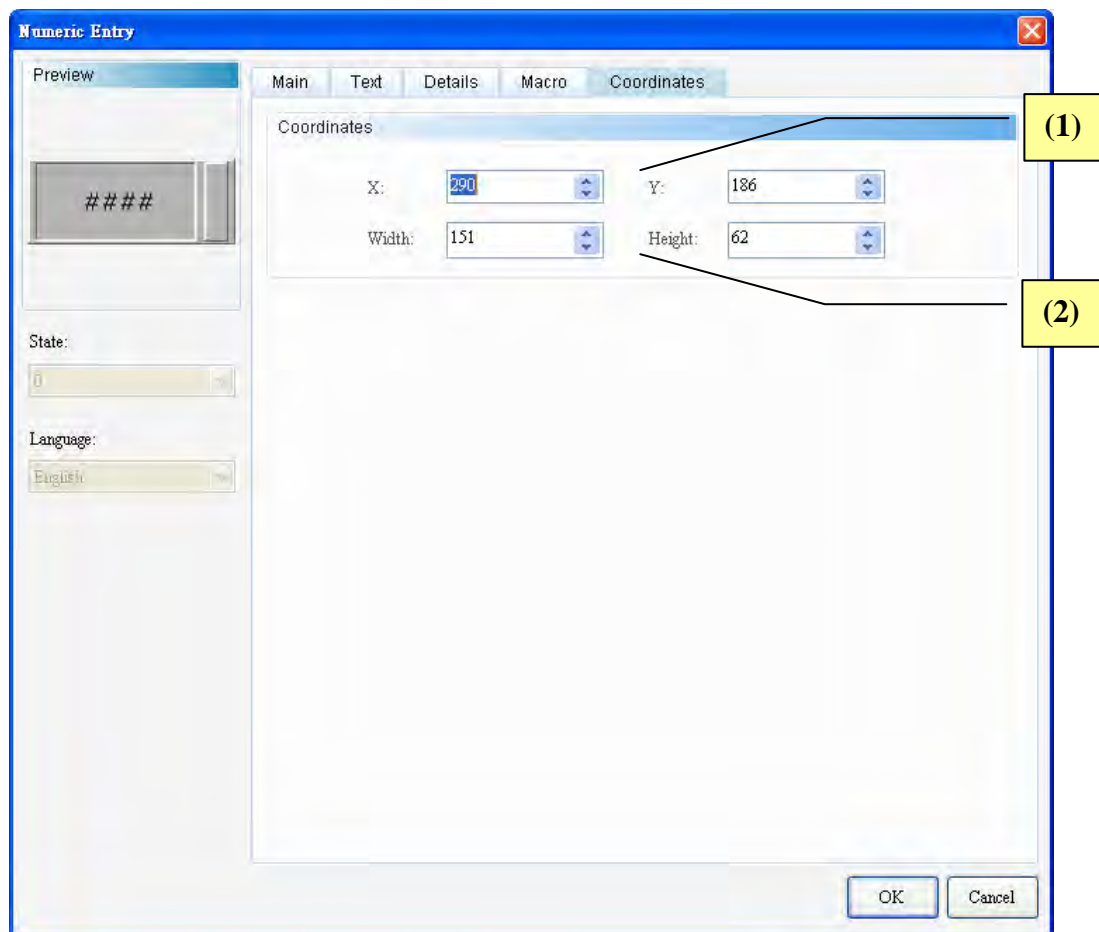 Numeric Entry
Preview
Main Text Details Macro Coordinates
Coordinates
(1)
X: 290 Y: 186
####
Width: 151 Height: 62
(2)
State:
0
Language:
English
OK Cancel